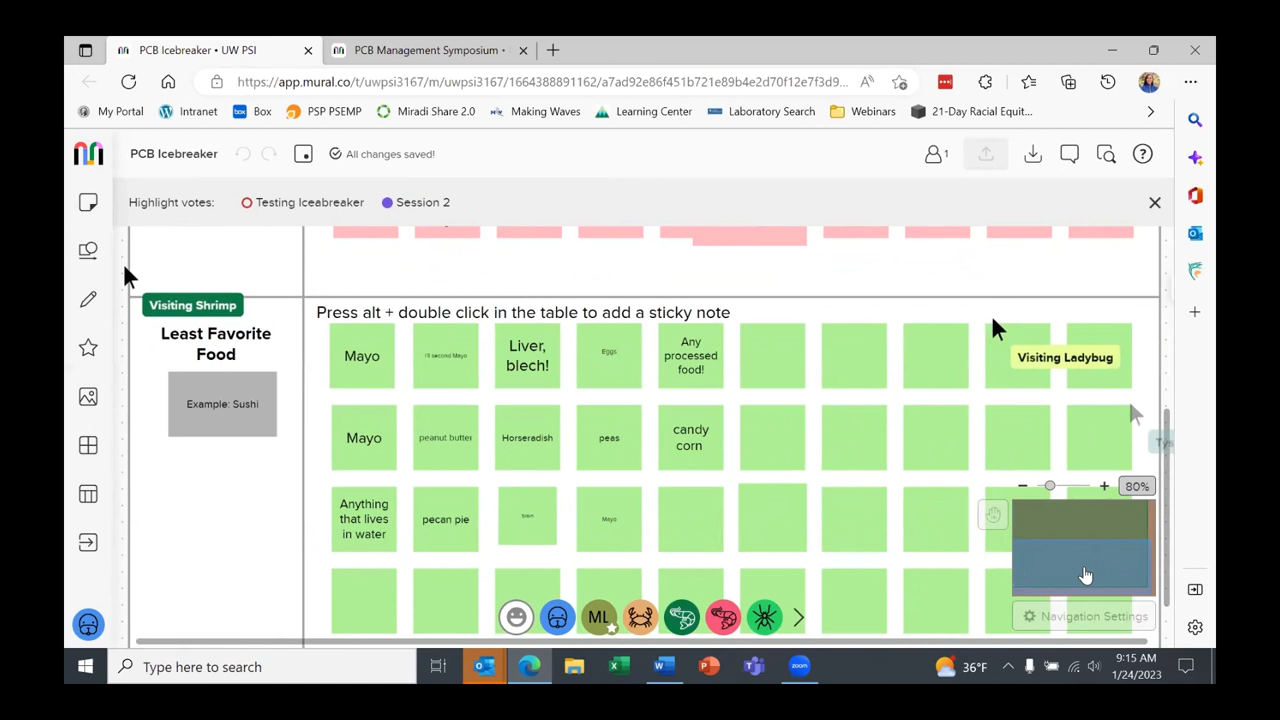 PCB Icebreaker • UW PSI
PCB Management Symposium •
https://app.mural.co/t/uwpsi3167/m/uwpsi3167/1664388891162/a7ad92e86f451b721e89b4e2d70f12e7f3d9...
My Portal
Intranet
box Box
PSP PSEMP
Miradi Share 2.0
Making Waves
Learning Center
Laboratory Search
Webinars
21-Day Racial Equit...
PCB Icebreaker
All changes saved!
1
Highlight votes:
Testing Iceabreaker
Session 2
Visiting Shrimp
Press alt + double click in the table to add a sticky note
Least Favorite
Food
Example: Sushi
Mayo
I'll second Mayo
Liver,
blech!
Eggs
Any
processed
food!
Visiting Ladybug
Mayo
peanut butter
Horseradish
peas
candy
corn
Tys
80%
Anything
that lives
in water
pecan pie
Mayo
ML
Navigation Settings
Type here to search
36°F
9:15 AM
1/24/2023